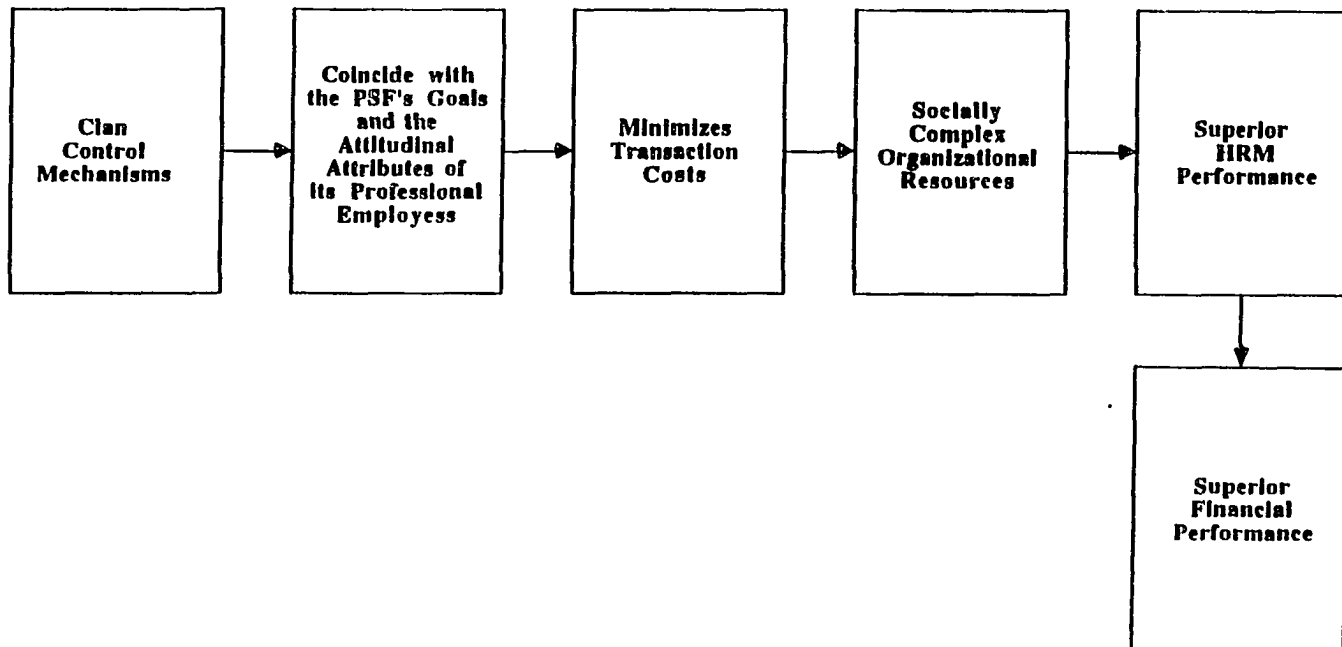 Clan
Control
Mechanisms
Coincide with
the PSF's Goals
and the
Attitudinal
Attributes of
its Professional
Employess
Minimizes
Transaction
Costs
Socially
Complex
Organizational
Resources
Superior
HRM
Performance
Superior
Financial
Performance